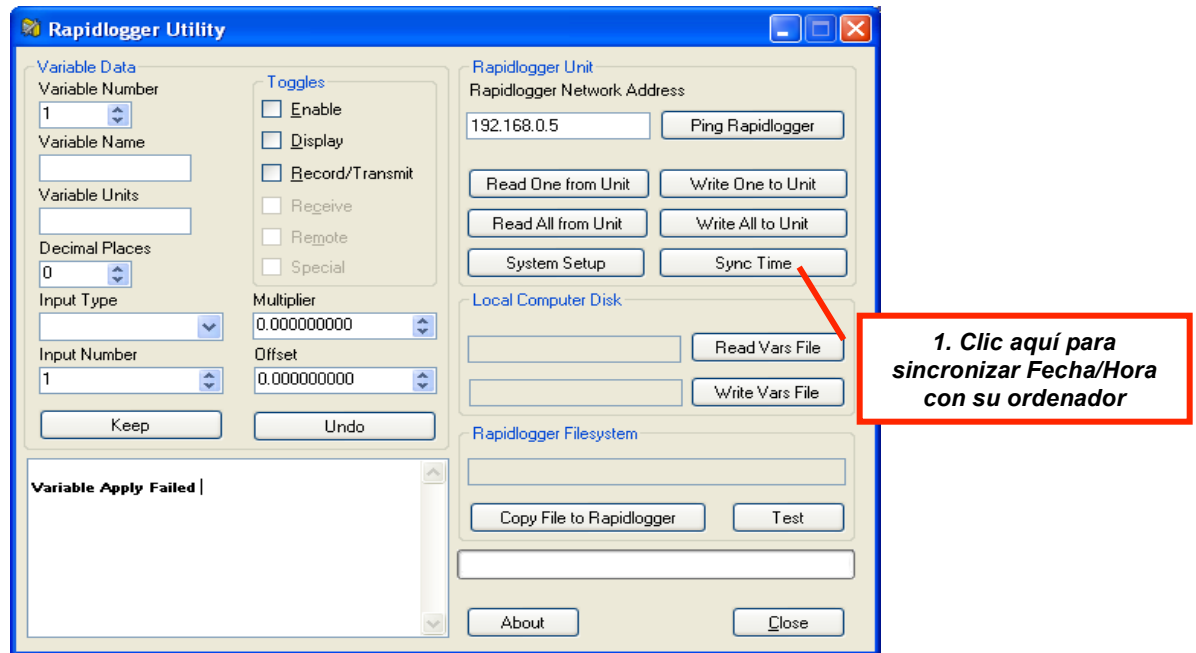 Rapidlogger Utility
Variable Data
Variable Number
1
Variable Name
Variable Units
Decimal Places
0
Input Type
Input Number
1
Keep
Toggles
Enable
Display
Record/Transmit
Receive
Remote
Special
Multiplier
0.000000000
Offset
0.000000000
Undo
Variable Apply Failed
Rapidlogger Unit
Rapidlogger Network Address
192.168.0.5
Ping Rapidlogger
Read One from Unit
Write One to Unit
Read All from Unit
Write All to Unit
System Setup
Sync Time
Local Computer Disk
Read Vars File
Write Vars File
Rapidlogger Filesystem
Copy File to Rapidlogger
Test
About
Close
1. Clic aquí para
sincronizar Fecha/Hora
con su ordenador